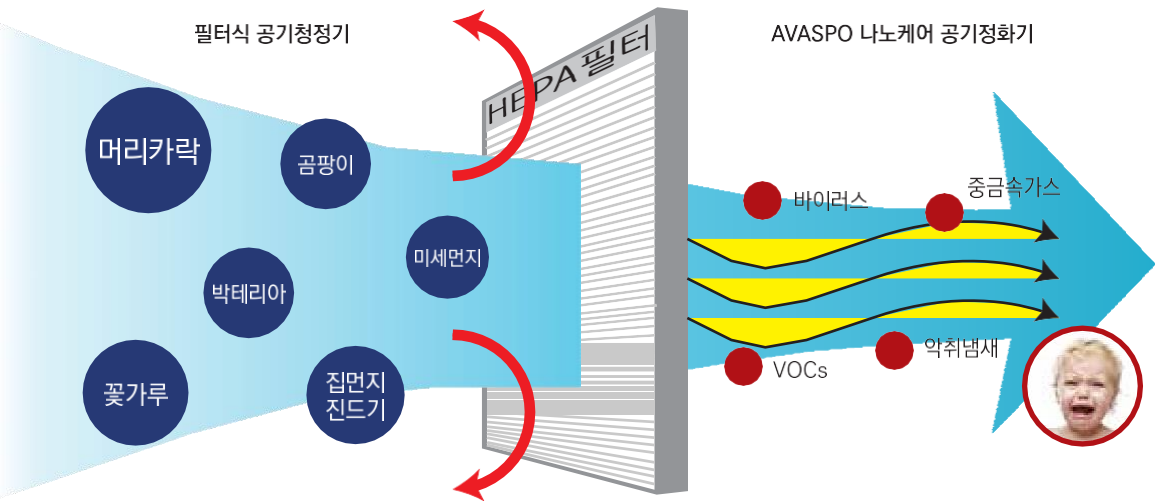 필터식 공기청정기
AVASPO 나노케어 공기정화기
HEPA 필터
머리카락
곰팡이
미세먼지
박테리아
꽃가루
집먼지
진드기
바이러스
중금속가스
VOCs
악취냄새